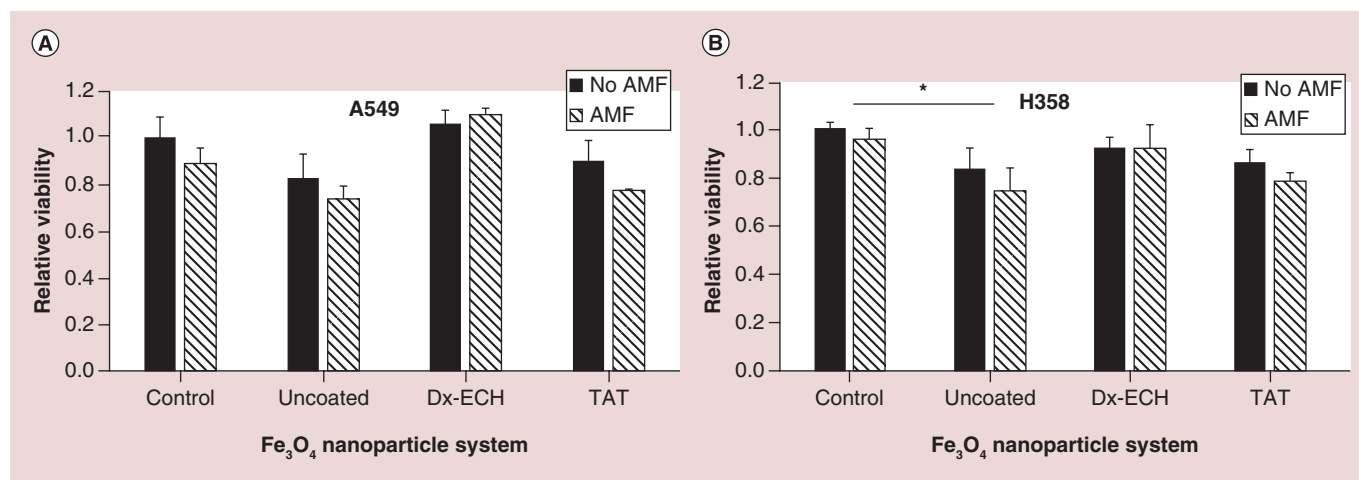 A
A549
No AMF
AMF
Relative viability
1.2
1.0
0.8
0.6
0.4
0.2
0.0
Control Uncoated Dx-ECH TAT
Fe₃O₄ nanoparticle system
B
*
H358
No AMF
AMF
Relative viability
1.2
1.0
0.8
0.6
0.4
0.2
0.0
Control Uncoated Dx-ECH TAT
Fe₃O₄ nanoparticle system